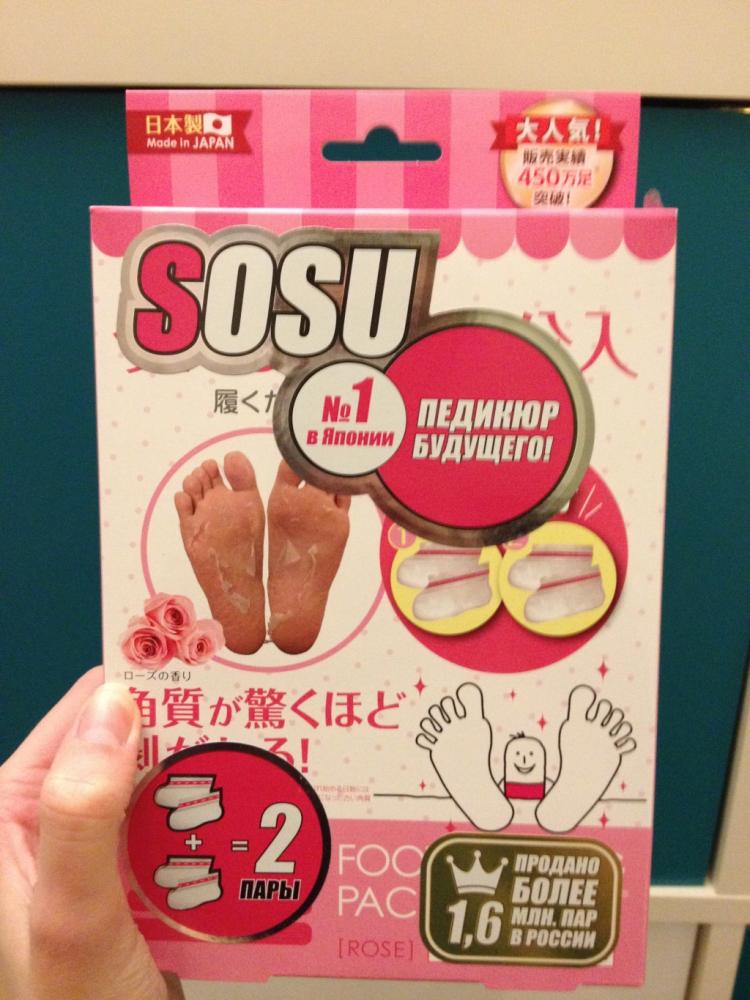 日本製
Made in JAPAN
大人気!
販売実績
450万足
突破!
SOSU
入
履くだ
№1
в Японии
ПЕДИКЮР
БУДУЩЕГО!
ローズの香り
角質が驚くほど
る!
+
= 2
ПАРЫ
FOO
PAC
[ROSE]
1,6
ПРОДАНО
БОЛЕЕ
МЛН. ПАР
В РОССИИ